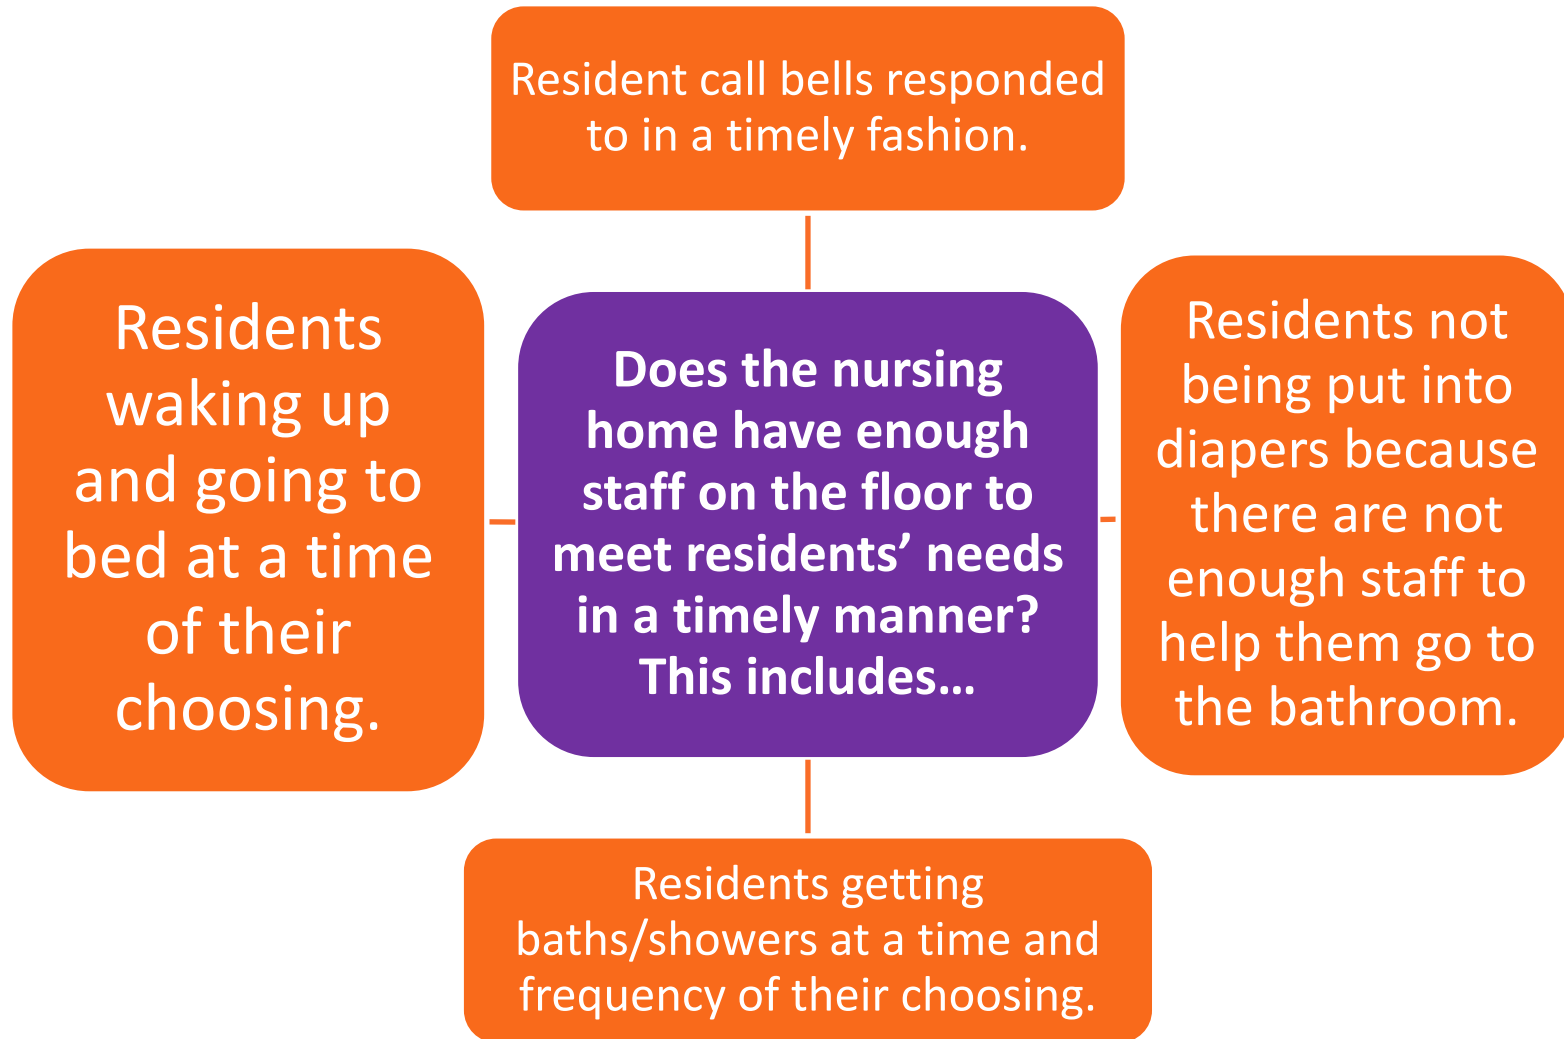 Resident call bells responded
to in a timely fashion.
Residents
waking up
and going to
bed at a time
of their
choosing.
Does the nursing
home have enough
staff on the floor to
meet residents’ needs
in a timely manner?
This includes…
Residents not
being put into
diapers because
there are not
enough staff to
help them go to
the bathroom.
Residents getting
baths/showers at a time and
frequency of their choosing.